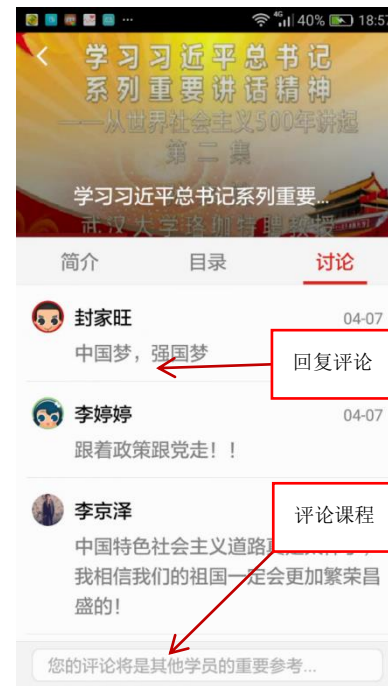 4G 40% 18:57
学习习近平总书记
系列重要讲话精神
——从世界社会主义500年讲起
第二集
学习习近平总书记系列重要...
武汉大学珞珈特聘教授
简介 目录 讨论
封家旺 04-07
中国梦，强国梦
回复评论
李婷婷 04-07
跟着政策跟党走！！
李京泽
评论课程
中国特色社会主义道路
我相信我们的祖国一定会更加繁荣昌
盛的！
您的评论将是其他学员的重要参考...